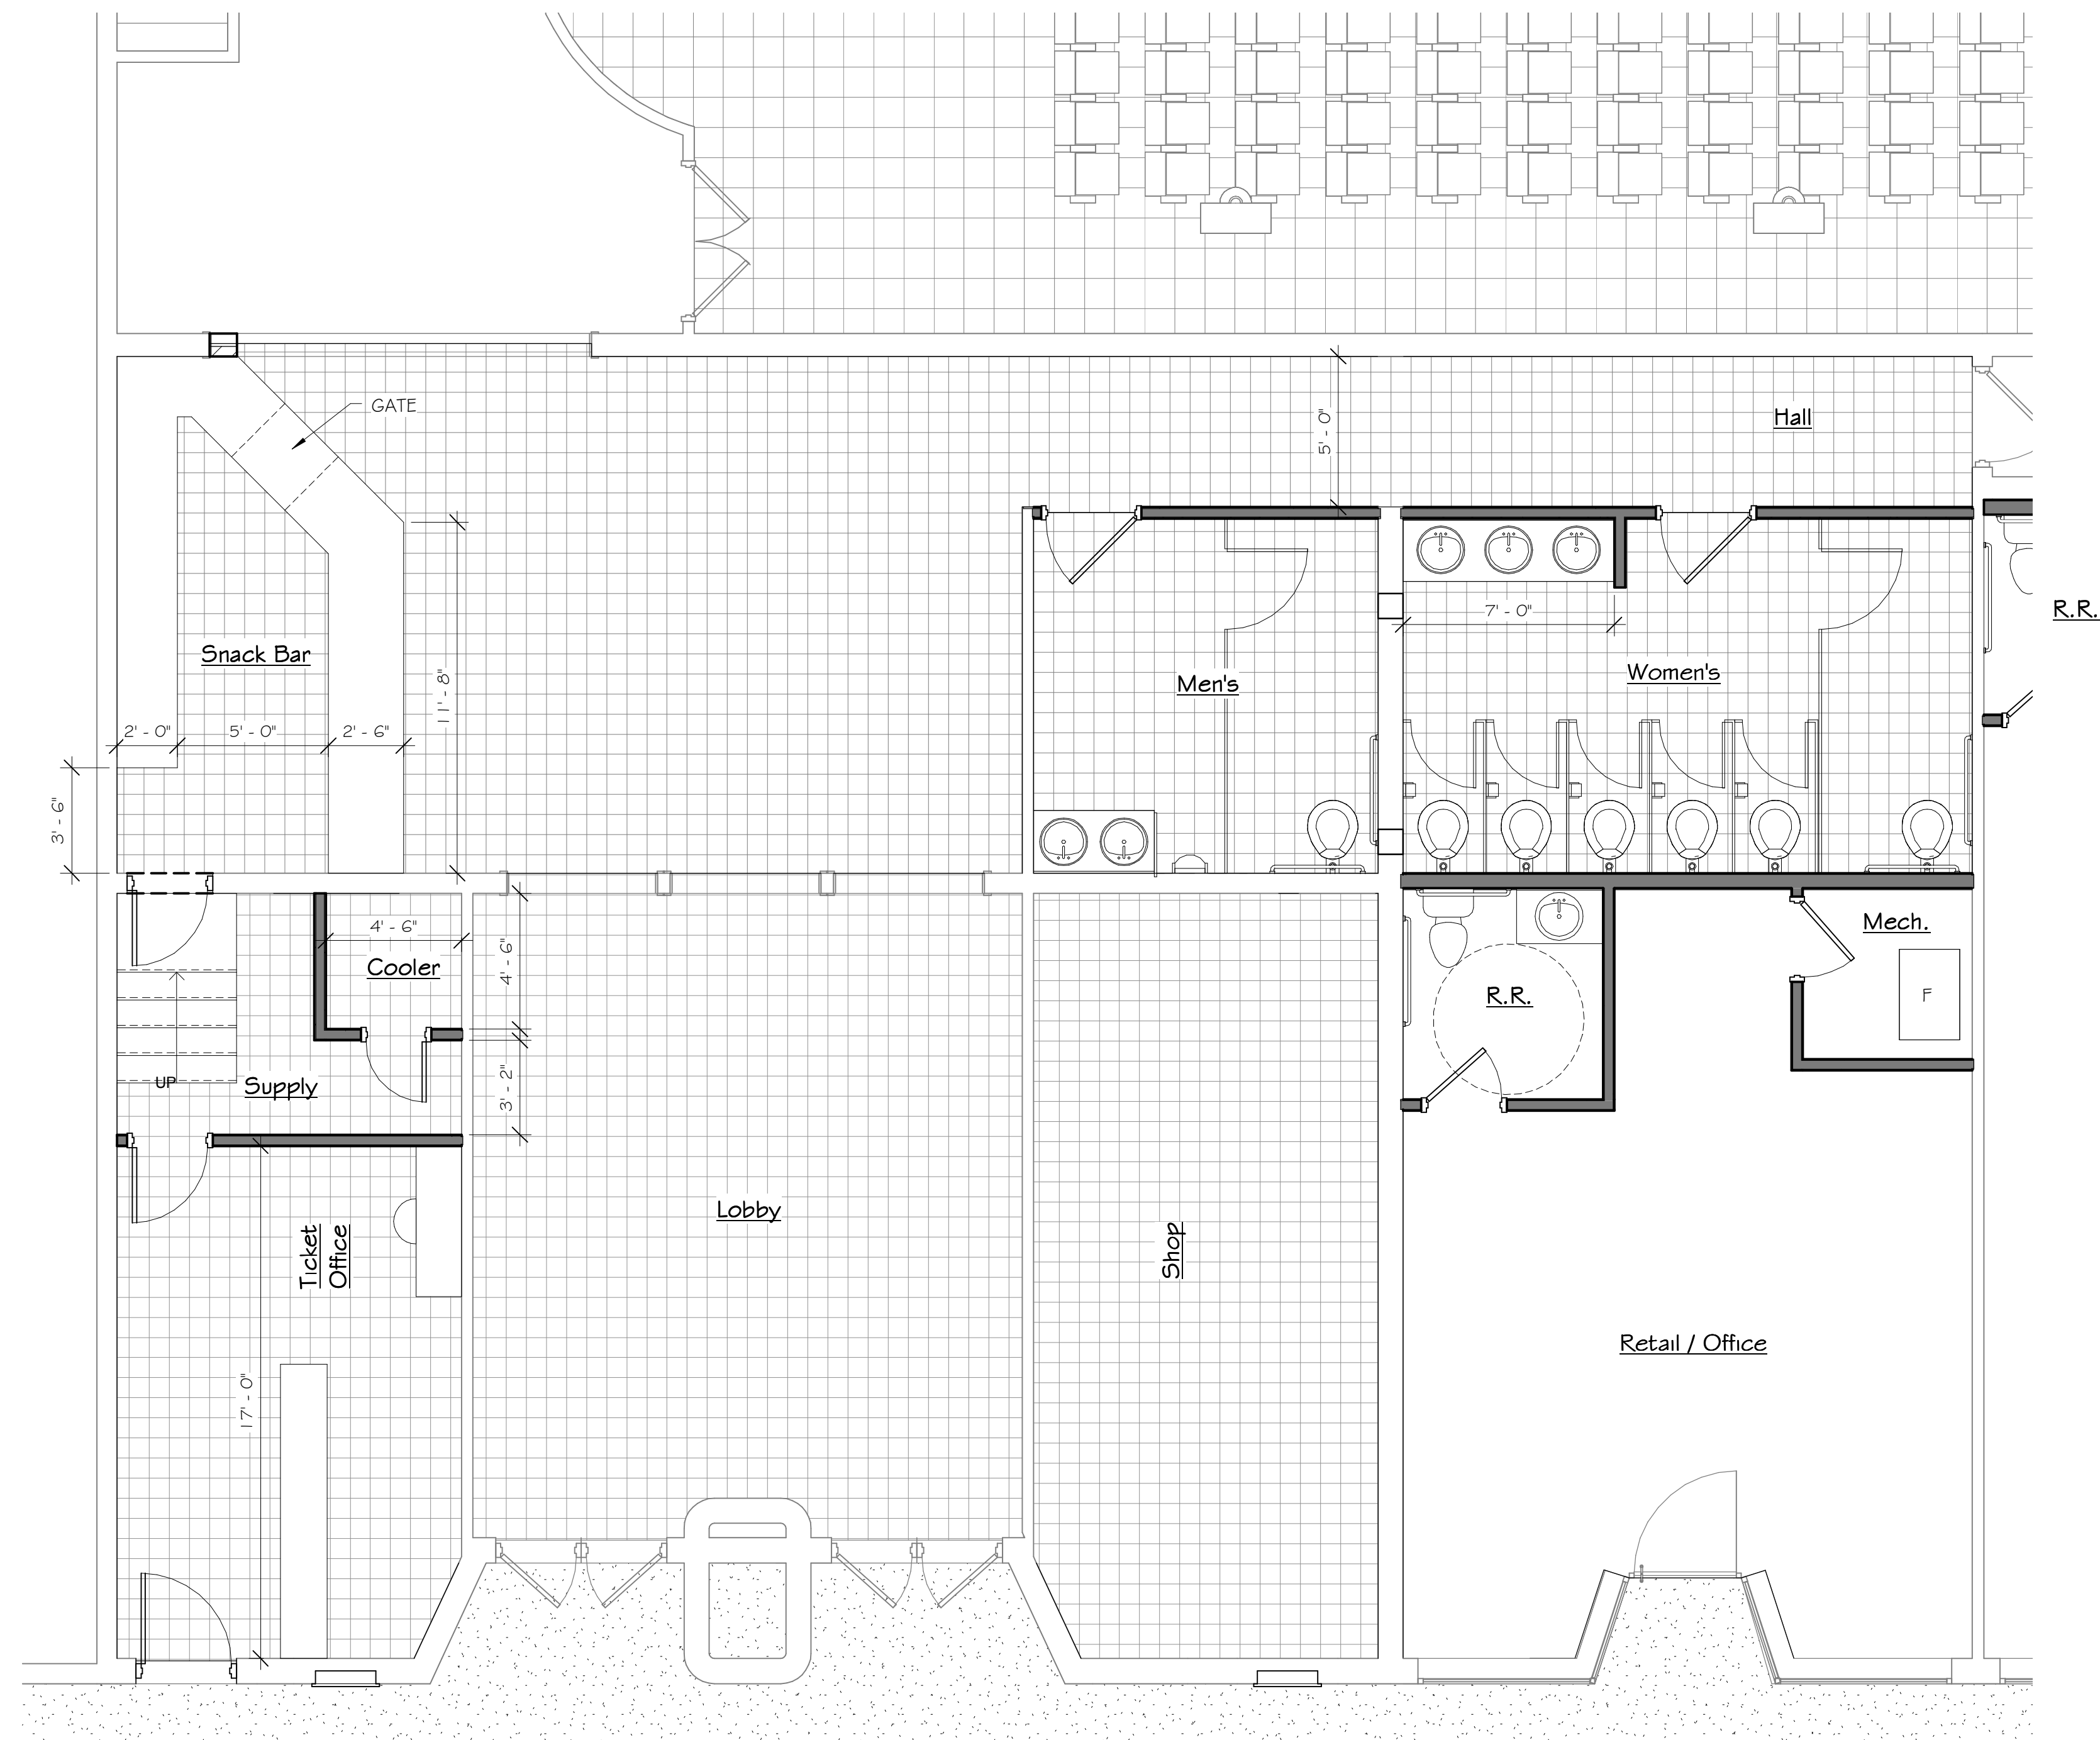 GATE
Hall
5' - 0"
R.R.
7' - 0"
Snack Bar
Men's
Women's
11' - 8"
2' - 0"
5' - 0"
2' - 6"
3' - 6"
4' - 6"
Cooler
4' - 6"
Mech.
R.R.
F
UP
Supply
3' - 2"
Lobby
Ticket
Office
Shop
Retail / Office
17' - 0"